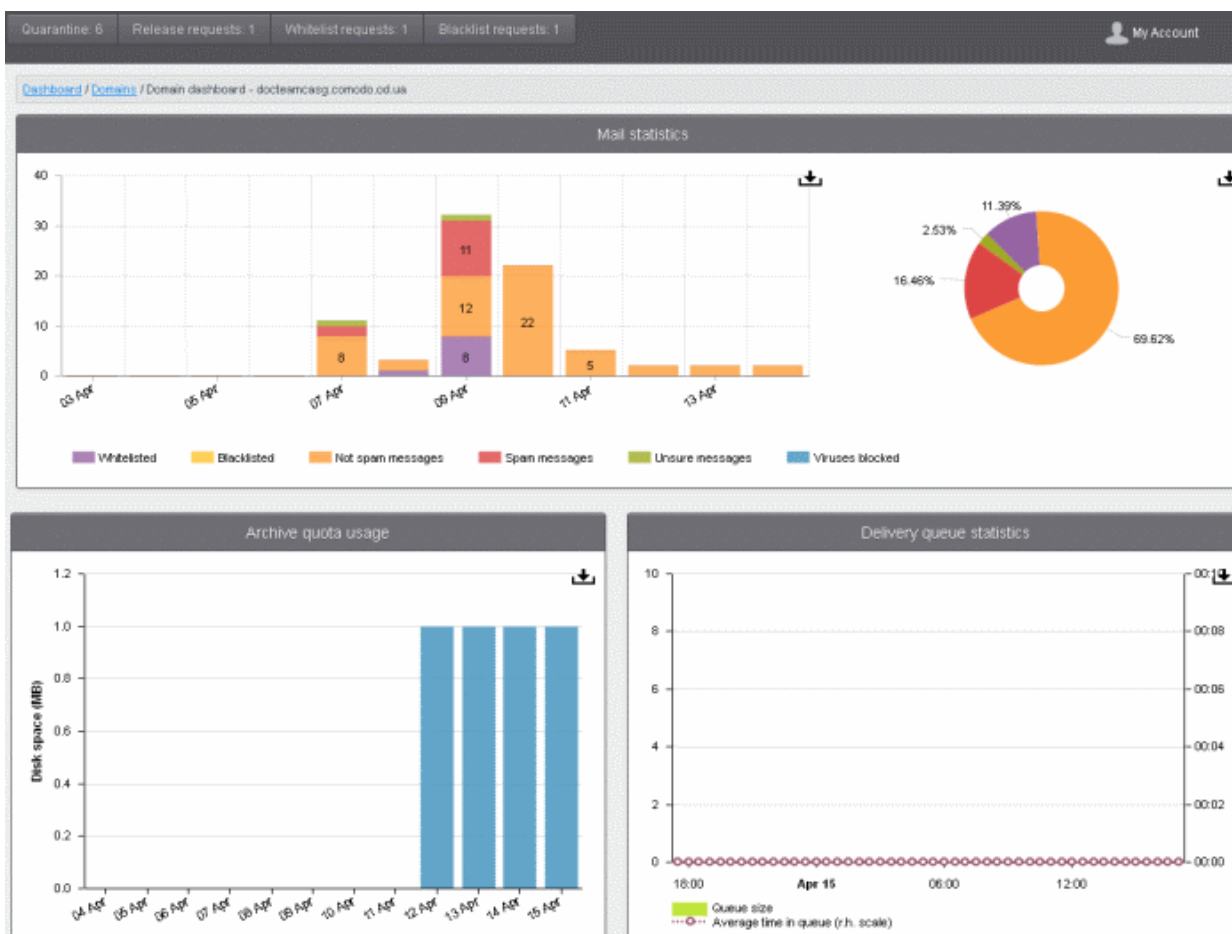 Quarantine: 6 Release requests: 1 Whitelist requests: 1 Blacklist requests: 1 My Account
Dashboard / Domains / Domain dashboard - docteamcasg.comodo.od.ua
Mail statistics
40
30
20
10
0
11
12
8
8
22
5
03 Apr 05 Apr 07 Apr 09 Apr 11 Apr 13 Apr
Whitelisted Blacklisted Not spam messages Spam messages Unsure messages Viruses blocked
11.39%
2.53%
16.46%
69.62%
Archive quota usage
Disk space (MB)
1.2
1.0
0.8
0.6
0.4
0.2
0.0
04 Apr 05 Apr 06 Apr 07 Apr 08 Apr 09 Apr 10 Apr 11 Apr 12 Apr 13 Apr 14 Apr 15 Apr
Delivery queue statistics
10
8 00:08
6 00:06
4 00:04
2 00:02
0 00:00
18:00 Apr 15 06:00 12:00
Queue size
Average time in queue (r.h. scale)